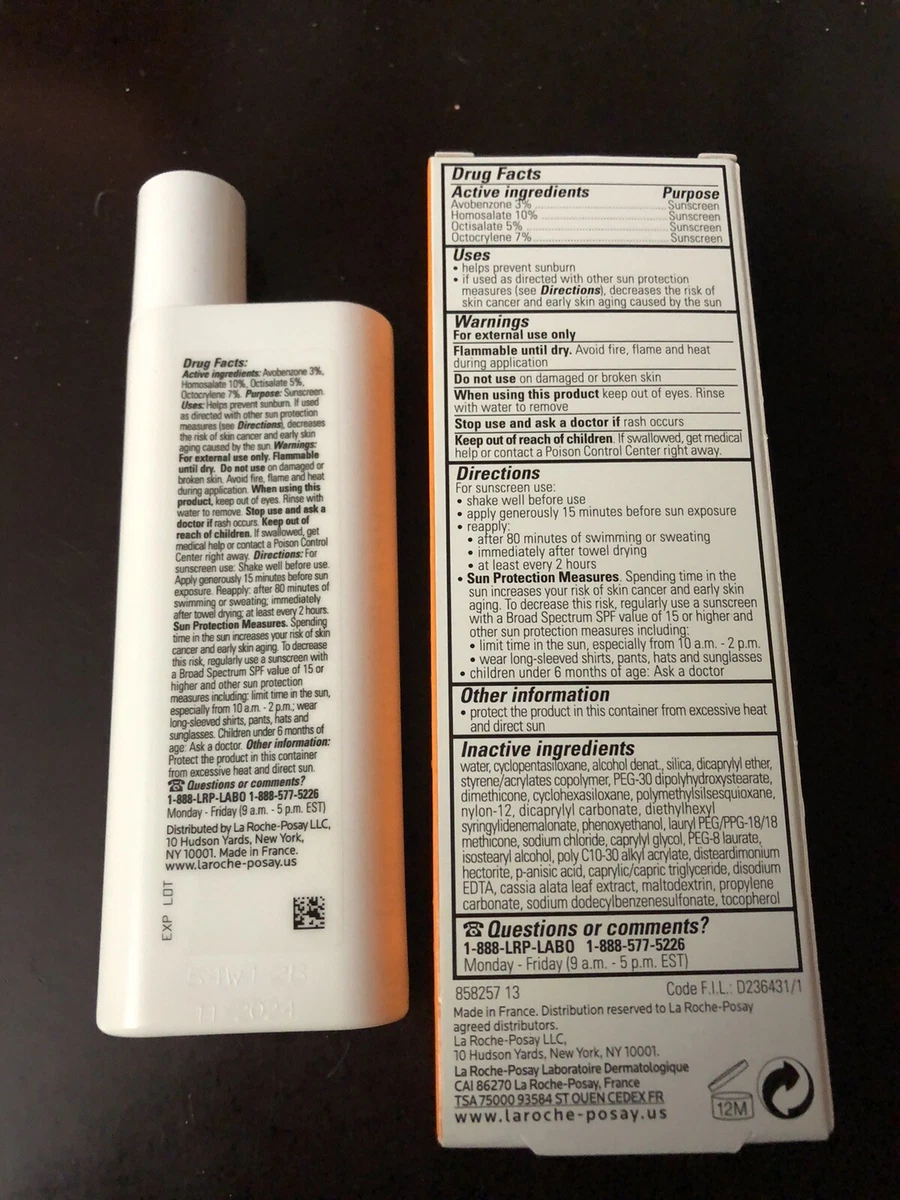 Drug Facts:
Active ingredients: Avobenzone 3%,
Homosalate 10%, Octisalate 5%,
Octocrylene 7%. Purpose: Sunscreen.
Uses: Helps prevent sunburn. If used
as directed with other sun protection
measures (see Directions), decreases
the risk of skin cancer and early skin
aging caused by the sun. Warnings:
For external use only. Flammable
until dry. Do not use on damaged or
broken skin. Avoid fire, flame and heat
during application. When using this
product, keep out of eyes. Rinse with
water to remove. Stop use and ask a
doctor if rash occurs. Keep out of
reach of children. If swallowed, get
medical help or contact a Poison Control
Center right away. Directions: For
sunscreen use: Shake well before use.
Apply generously 15 minutes before sun
exposure. Reapply: after 80 minutes of
swimming or sweating; immediately
after towel drying; at least every 2 hours.
Sun Protection Measures. Spending
time in the sun increases your risk of skin
cancer and early skin aging. To decrease
this risk, regularly use a sunscreen with
a Broad Spectrum SPF value of 15 or
higher and other sun protection
measures including: limit time in the sun,
especially from 10 a.m. - 2 p.m.; wear
long-sleeved shirts, pants, hats and
sunglasses. Children under 6 months of
age: Ask a doctor. Other information:
Protect the product in this container
from excessive heat and direct sun.
☎ Questions or comments?
1-888-LRP-LABO 1-888-577-5226
Monday - Friday (9 a.m. - 5 p.m. EST)
Distributed by La Roche-Posay LLC,
10 Hudson Yards, New York,
NY 10001. Made in France.
www.laroche-posay.us
EXP LOT
Drug Facts
Active ingredients Purpose
Avobenzone 3% Sunscreen
Homosalate 10% Sunscreen
Octisalate 5% Sunscreen
Octocrylene 7% Sunscreen
Uses
• helps prevent sunburn
• if used as directed with other sun protection
measures (see Directions), decreases the risk of
skin cancer and early skin aging caused by the sun
Warnings
For external use only
Flammable until dry. Avoid fire, flame and heat
during application
Do not use on damaged or broken skin
When using this product keep out of eyes. Rinse
with water to remove
Stop use and ask a doctor if rash occurs
Keep out of reach of children. If swallowed, get medical
help or contact a Poison Control Center right away.
Directions
For sunscreen use:
• shake well before use
• apply generously 15 minutes before sun exposure
• reapply:
• after 80 minutes of swimming or sweating
• immediately after towel drying
• at least every 2 hours
• Sun Protection Measures. Spending time in the
sun increases your risk of skin cancer and early skin
aging. To decrease this risk, regularly use a sunscreen
with a Broad Spectrum SPF value of 15 or higher and
other sun protection measures including:
• limit time in the sun, especially from 10 a.m. - 2 p.m.
• wear long-sleeved shirts, pants, hats and sunglasses
• children under 6 months of age: Ask a doctor
Other information
• protect the product in this container from excessive heat
and direct sun
Inactive ingredients
water, cyclopentasiloxane, alcohol denat., silica, dicaprylyl ether,
styrene/acrylates copolymer, PEG-30 dipolyhydroxystearate,
dimethicone, cyclohexasiloxane, polymethylsilsesquioxane,
nylon-12, dicaprylyl carbonate, diethylhexyl
syringylidenemalonate, phenoxyethanol, lauryl PEG/PPG-18/18
methicone, sodium chloride, caprylyl glycol, PEG-8 laurate,
isostearyl alcohol, poly C10-30 alkyl acrylate, disteardimonium
hectorite, p-anisic acid, caprylic/capric triglyceride, disodium
EDTA, cassia alata leaf extract, maltodextrin, propylene
carbonate, sodium dodecylbenzenesulfonate, tocopherol
☎ Questions or comments?
1-888-LRP-LABO 1-888-577-5226
Monday - Friday (9 a.m. - 5 p.m. EST)
858257 13 Code F.I.L.: D236431/1
Made in France. Distribution reserved to La Roche-Posay
agreed distributors.
La Roche-Posay LLC,
10 Hudson Yards, New York, NY 10001.
La Roche-Posay Laboratoire Dermatologique
CAI 86270 La Roche-Posay, France
TSA 75000 93584 ST OUEN CEDEX FR
www.laroche-posay.us
12M